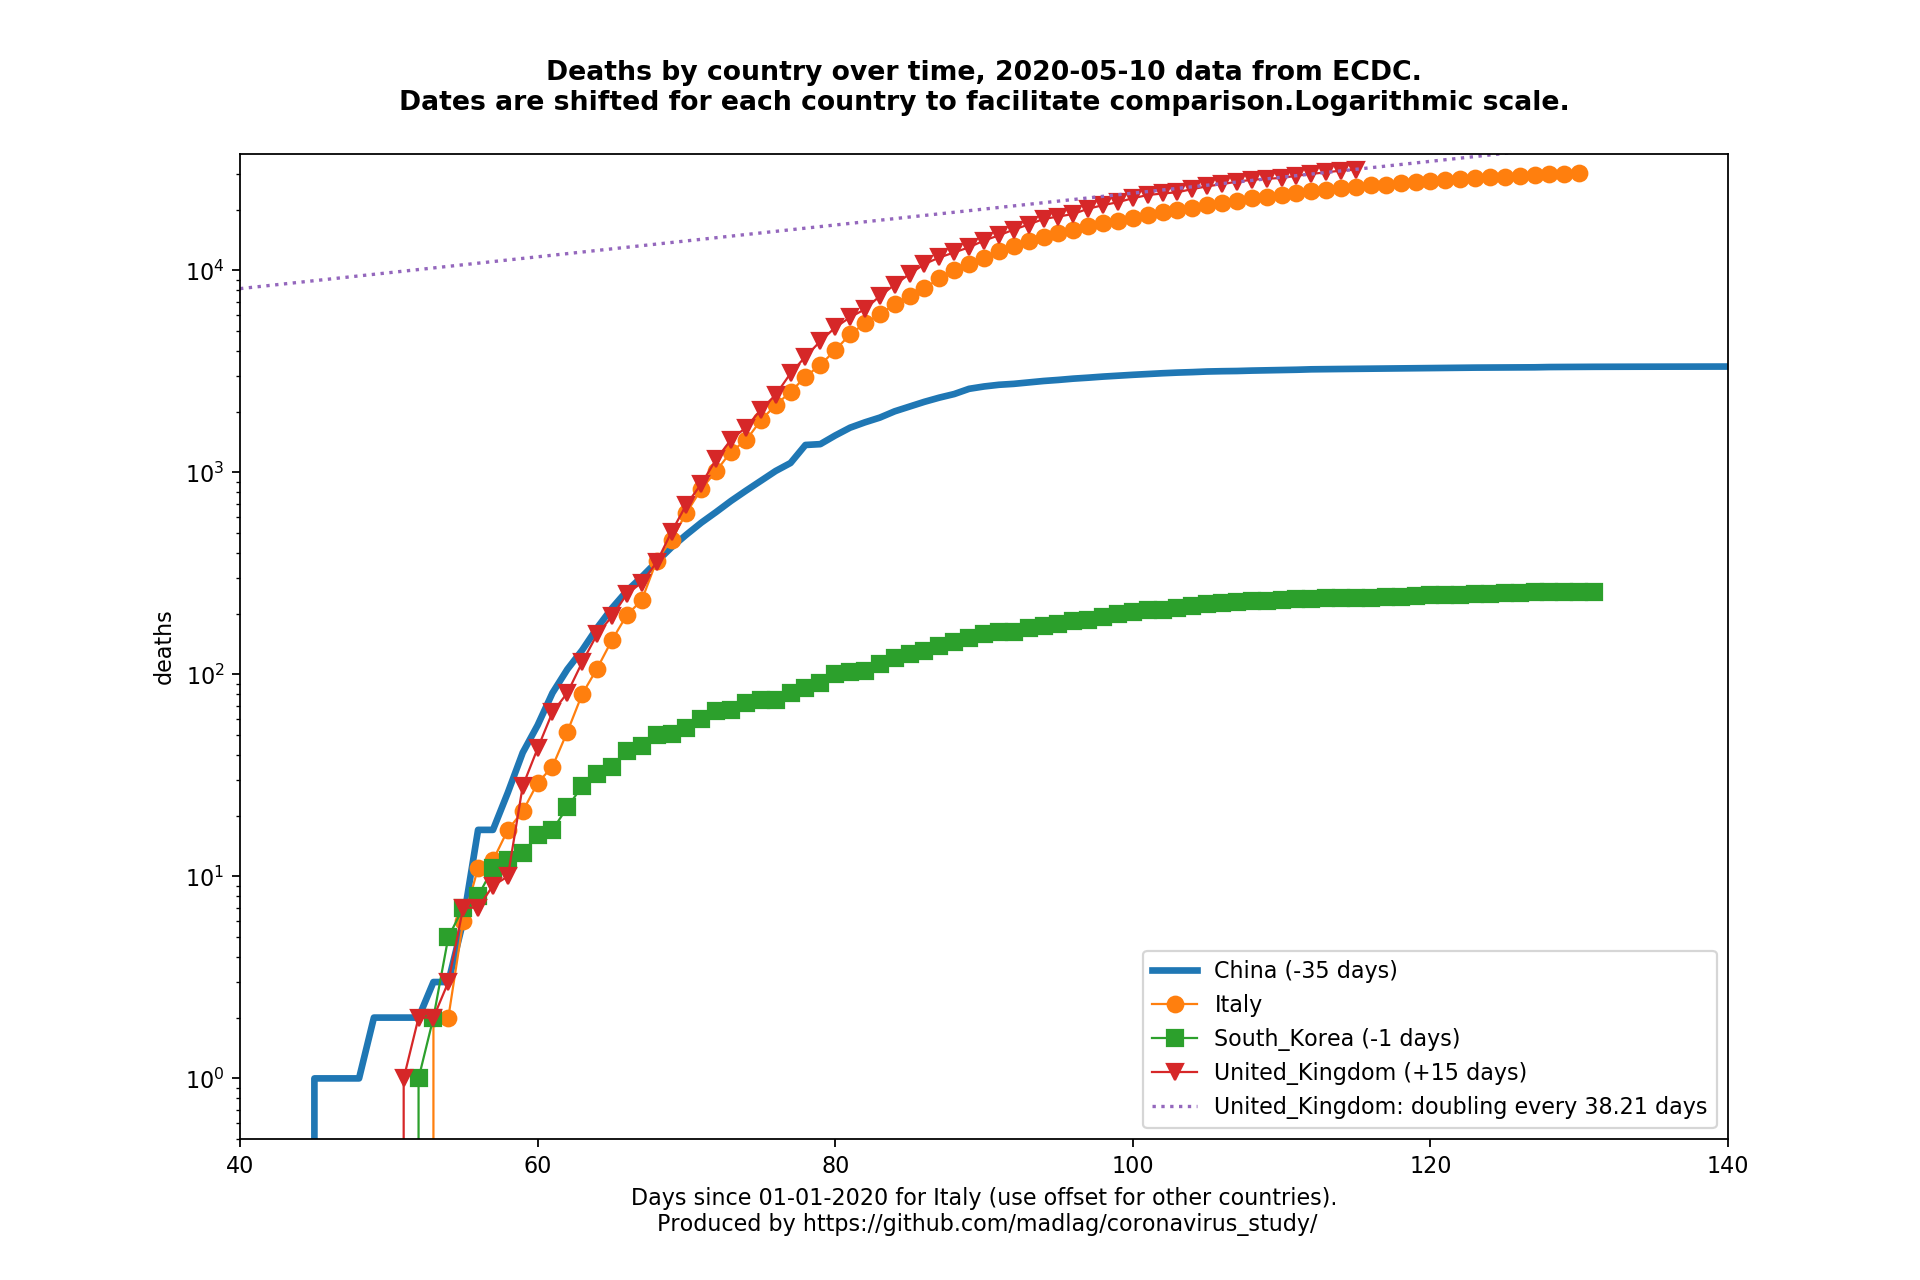 Deaths by country over time, 2020-05-10 data from ECDC.
Dates are shifted for each country to facilitate comparison.Logarithmic scale.
deaths
10⁴
10³
10²
10¹
10⁰
China (-35 days)
Italy
South_Korea (-1 days)
United_Kingdom (+15 days)
United_Kingdom: doubling every 38.21 days
40 60 80 100 120 140
Days since 01-01-2020 for Italy (use offset for other countries).
Produced by https://github.com/madlag/coronavirus_study/